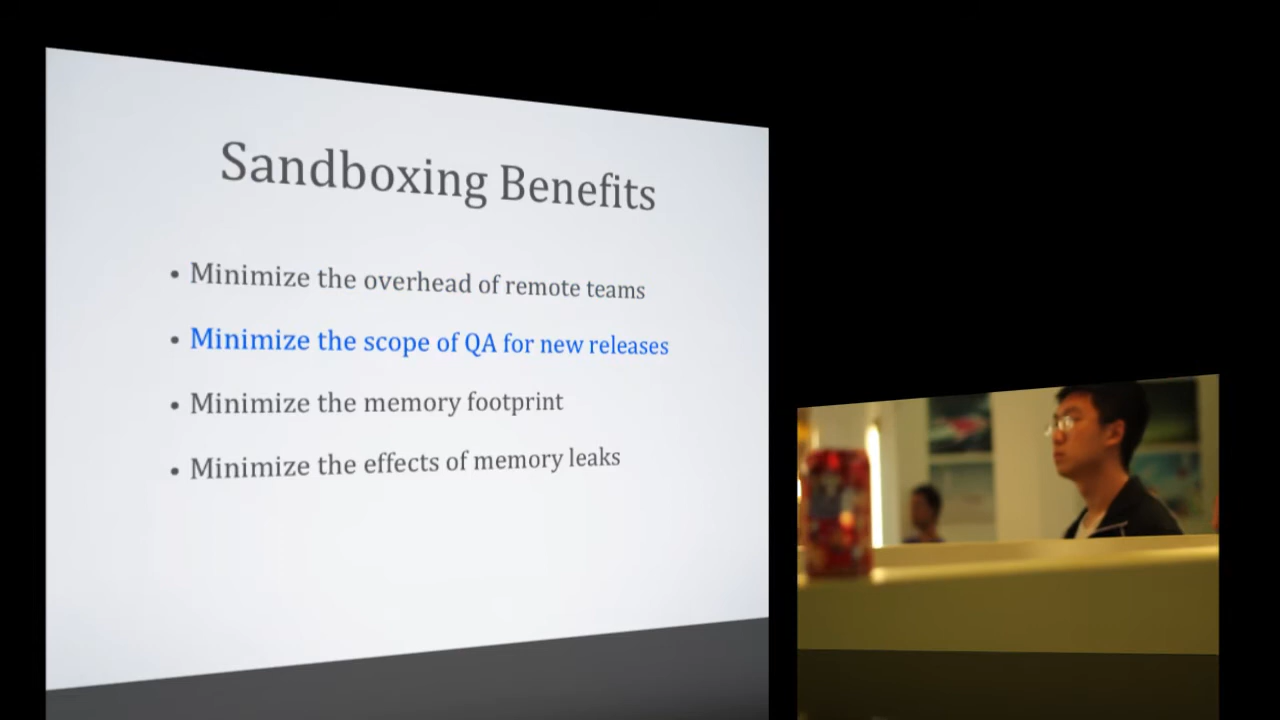 Sandboxing Benefits
• Minimize the overhead of remote teams
• Minimize the scope of QA for new releases
• Minimize the memory footprint
• Minimize the effects of memory leaks